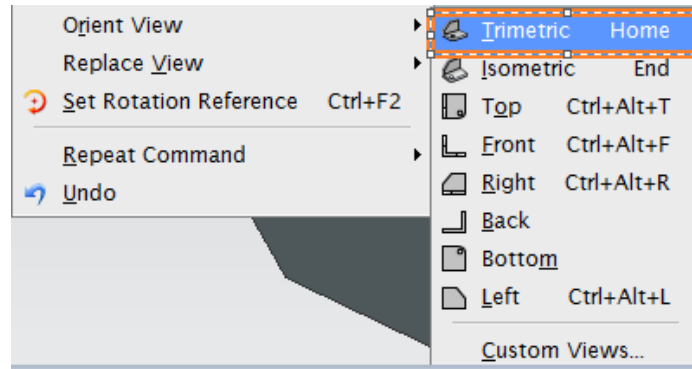 Orient View
Replace View
Set Rotation Reference Ctrl+F2
Repeat Command
Undo
Trimetric Home
Isometric End
Top Ctrl+Alt+T
Front Ctrl+Alt+F
Right Ctrl+Alt+R
Back
Bottom
Left Ctrl+Alt+L
Custom Views...